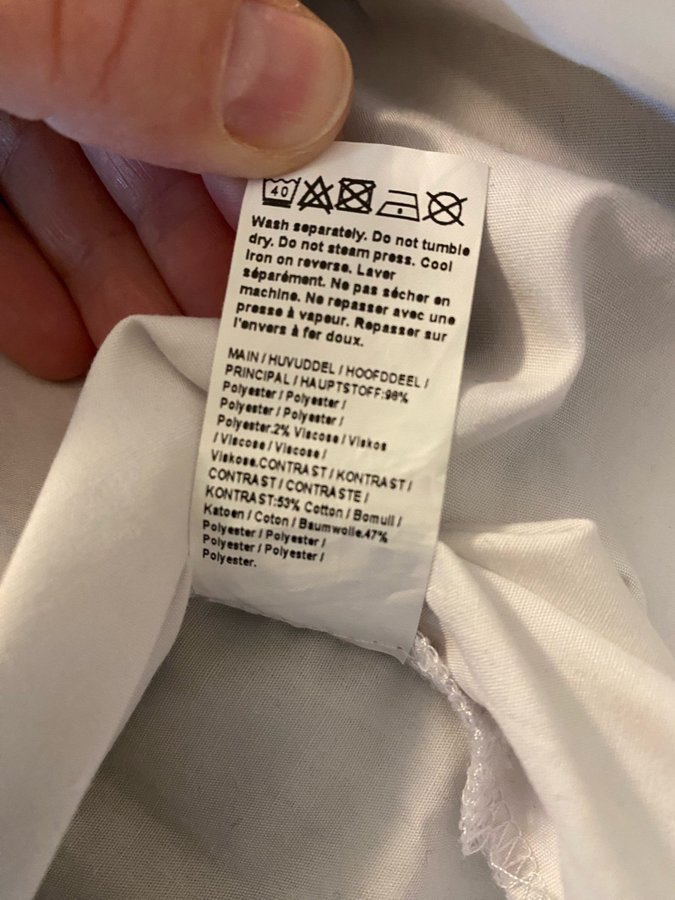 40
Wash separately. Do not tumble
dry. Do not steam press. Cool
Iron on reverse. Laver
séparément. Ne pas sécher en
machine. Ne repasser avec une
presse à vapeur. Repasser sur
l'envers à fer doux.
MAIN / HUVUDDEL / HOOFDDEEL /
PRINCIPAL / HAUPTSTOFF:98%
Polyester / Polyester /
Polyester / Polyester /
Polyester.2% Viscose / Viskos
/ Viscose / Viscose /
Viskose.CONTRAST / KONTRAST /
CONTRAST / CONTRASTE /
KONTRAST:53% Cotton / Bomull /
Katoen / Coton / Baumwolle.47%
Polyester / Polyester /
Polyester / Polyester /
Polyester.